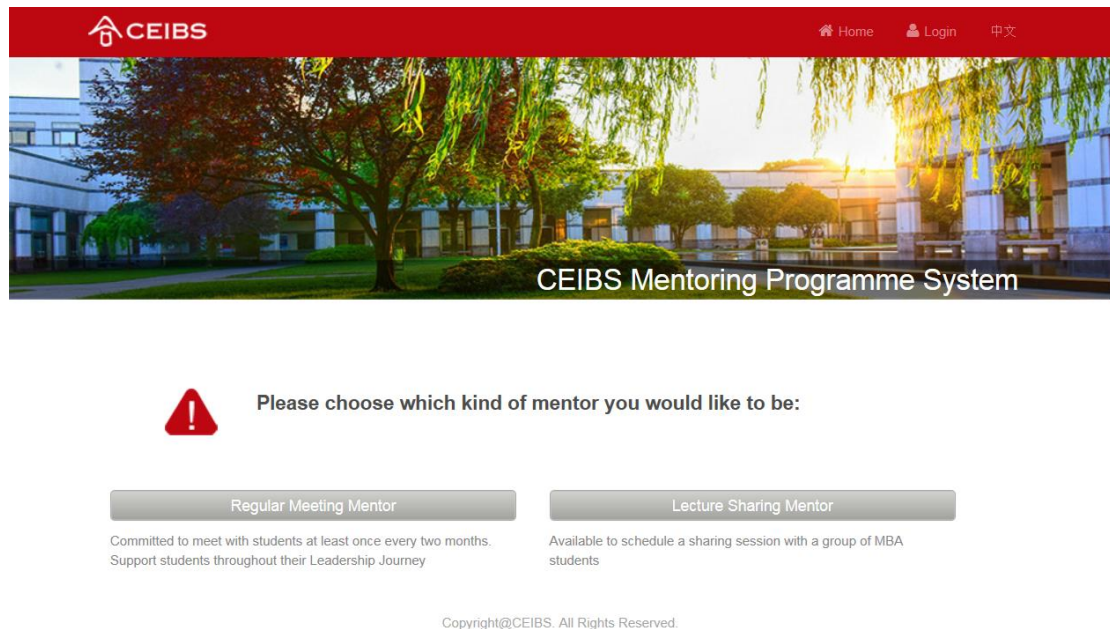 CEIBS
Home Login 中文
CEIBS Mentoring Programme System
Please choose which kind of mentor you would like to be:
Regular Meeting Mentor
Committed to meet with students at least once every two months.
Support students throughout their Leadership Journey
Lecture Sharing Mentor
Available to schedule a sharing session with a group of MBA
students
Copyright@CEIBS. All Rights Reserved.